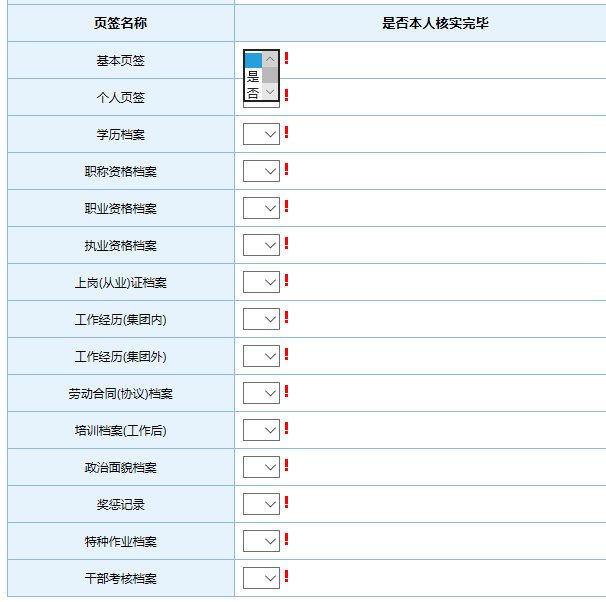 页签名称 是否本人核实完毕
基本页签 !
是
否
个人页签 !
学历档案 !
职称资格档案 !
职业资格档案 !
执业资格档案 !
上岗(从业)证档案 !
工作经历(集团内) !
工作经历(集团外) !
劳动合同(协议)档案 !
培训档案(工作后) !
政治面貌档案 !
奖惩记录 !
特种作业档案 !
干部考核档案 !